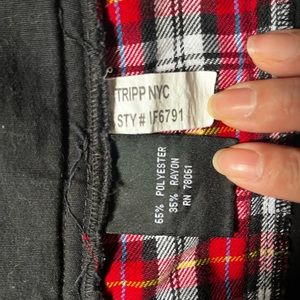 TRIPP NYC
STY # IF6791
65% POLYESTER
35% RAYON
RN 78061